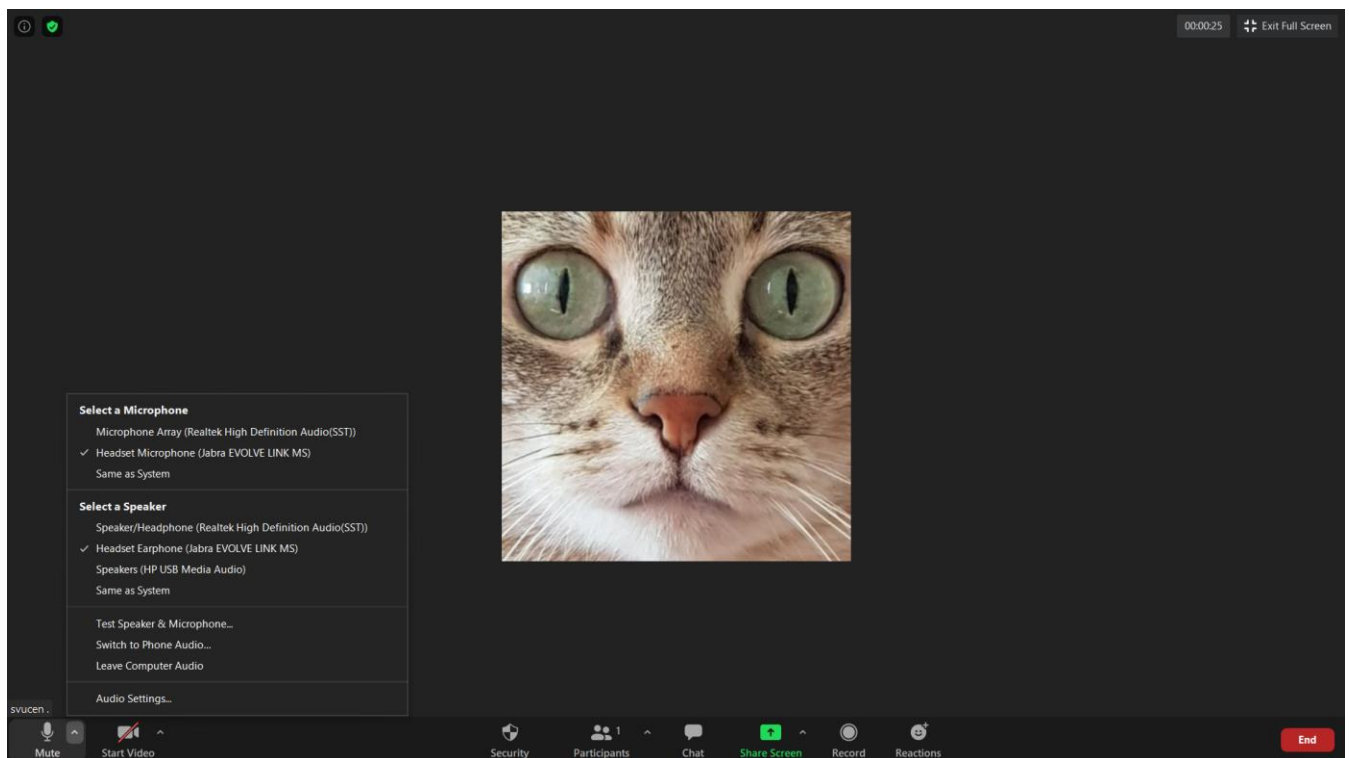 00:00:25 Exit Full Screen
Select a Microphone
Microphone Array (Realtek High Definition Audio(SST))
Headset Microphone (Jabra EVOLVE LINK MS)
Same as System
Select a Speaker
Speaker/Headphone (Realtek High Definition Audio(SST))
Headset Earphone (Jabra EVOLVE LINK MS)
Speakers (HP USB Media Audio)
Same as System
Test Speaker & Microphone...
Switch to Phone Audio...
Leave Computer Audio
Audio Settings...
svucen .
1
Mute Start Video Security Participants Chat Share Screen Record Reactions End